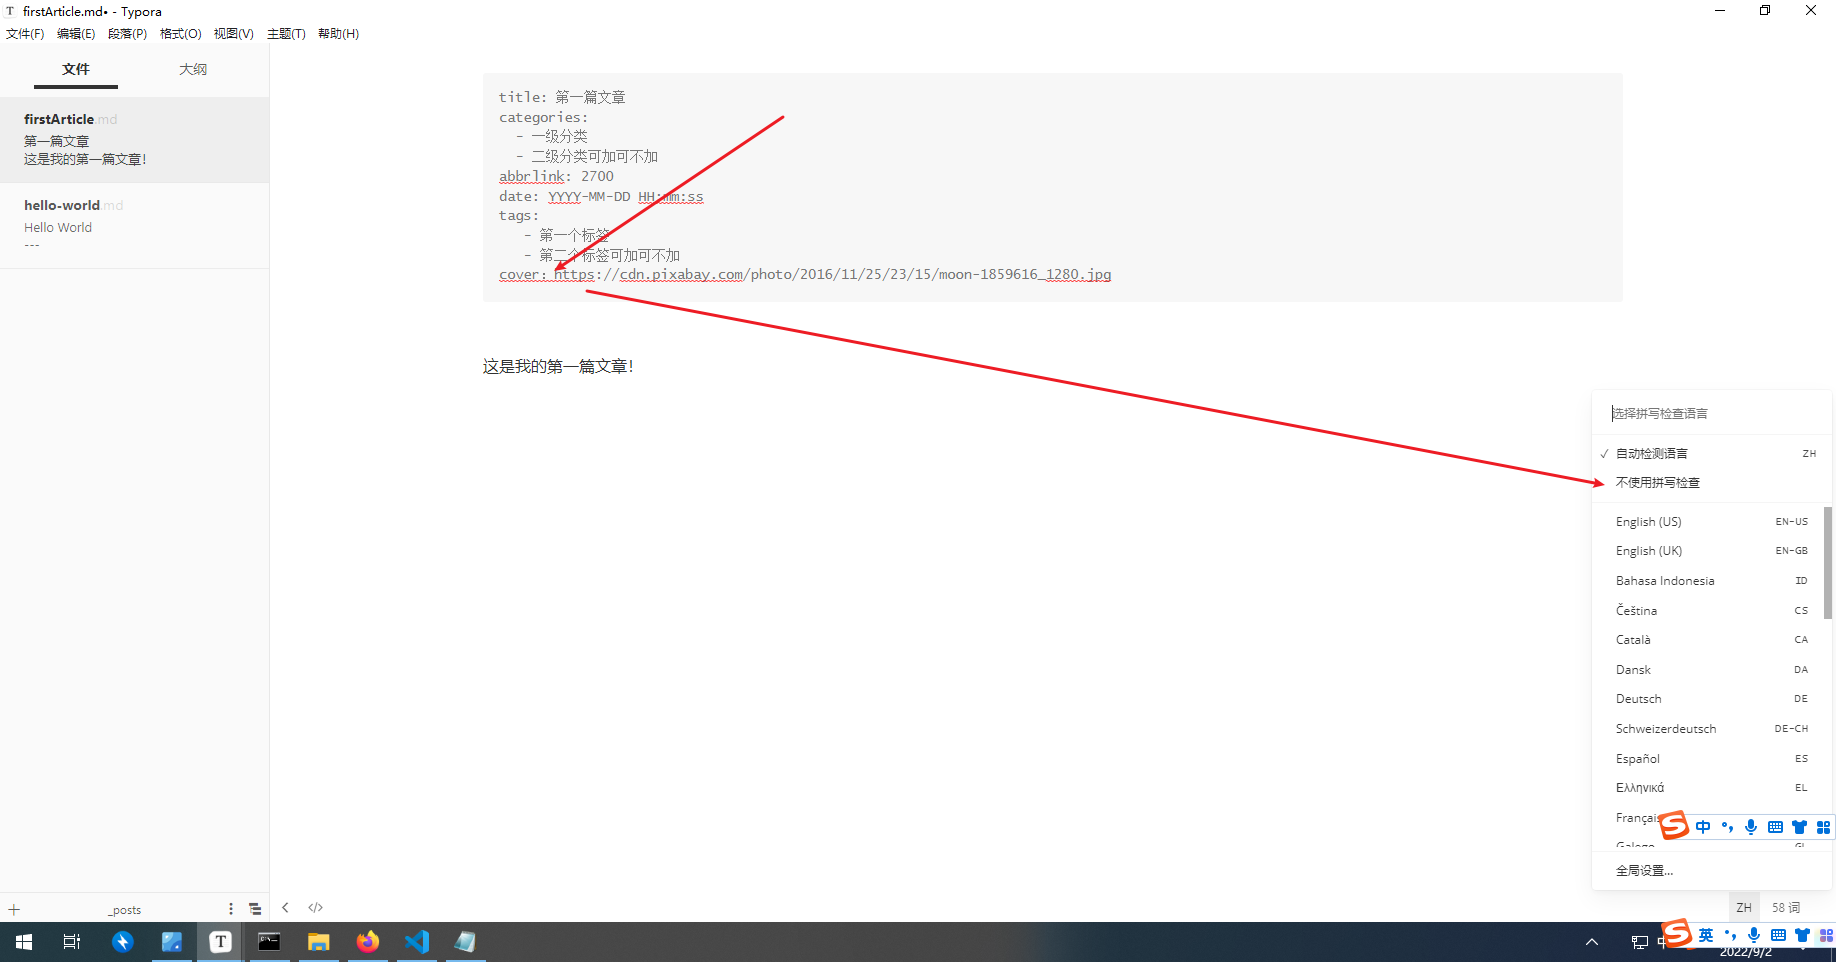 T firstArticle.md• - Typora
文件(F) 编辑(E) 段落(P) 格式(O) 视图(V) 主题(T) 帮助(H)
文件 大纲
firstArticle.md
第一篇文章
这是我的第一篇文章!
hello-world.md
Hello World
---
title: 第一篇文章
categories:
- 一级分类
- 二级分类可加可不加
abbrlink: 2700
date: YYYY-MM-DD HH:mm:ss
tags:
- 第一个标签
- 第二个标签可加可不加
cover：https://cdn.pixabay.com/photo/2016/11/25/23/15/moon-1859616_1280.jpg
这是我的第一篇文章!
选择拼写检查语言
✓ 自动检测语言 ZH
不使用拼写检查
English (US) EN-US
English (UK) EN-GB
Bahasa Indonesia ID
Čeština CS
Català CA
Dansk DA
Deutsch DE
Schweizerdeutsch DE-CH
Español ES
Ελληνικά EL
Français
S 中
Galego GL
全局设置...
_posts
</>
ZH 58 词
T
中 S 英
2022/9/2